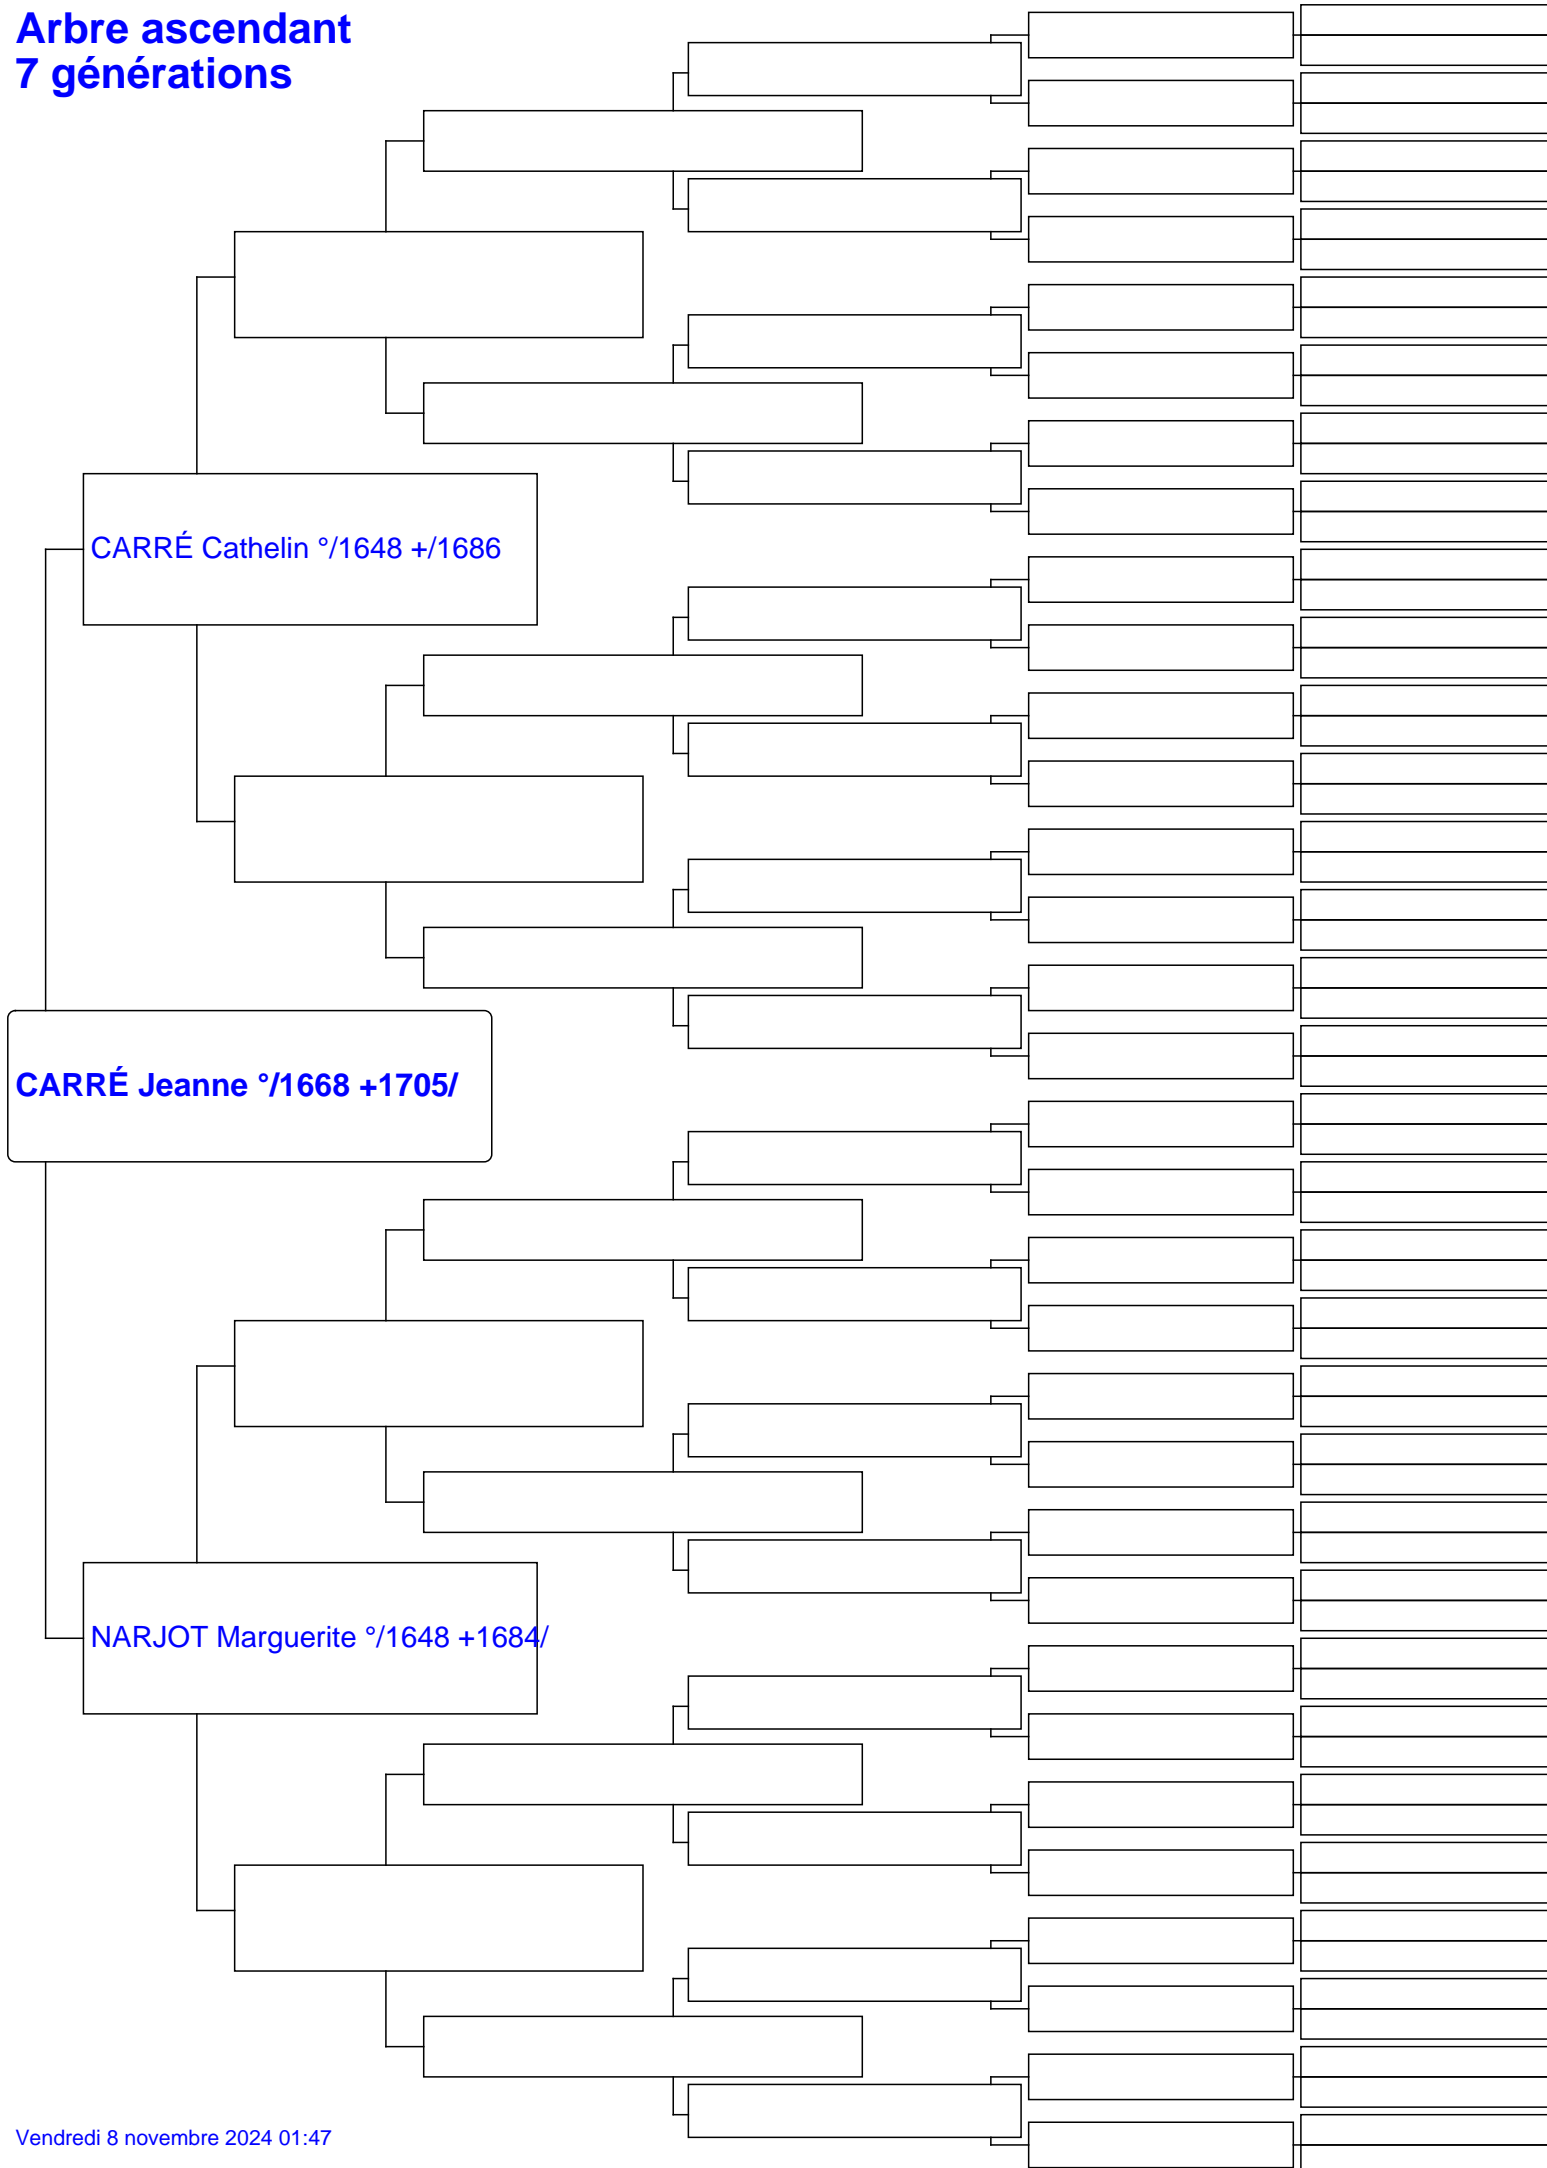 Arbre ascendant
7 générations
CARRÉ Cathelin °/1648 +/1686
CARRÉ Jeanne °/1668 +1705/
NARJOT Marguerite °/1648 +1684/
Vendredi 8 novembre 2024 01:47